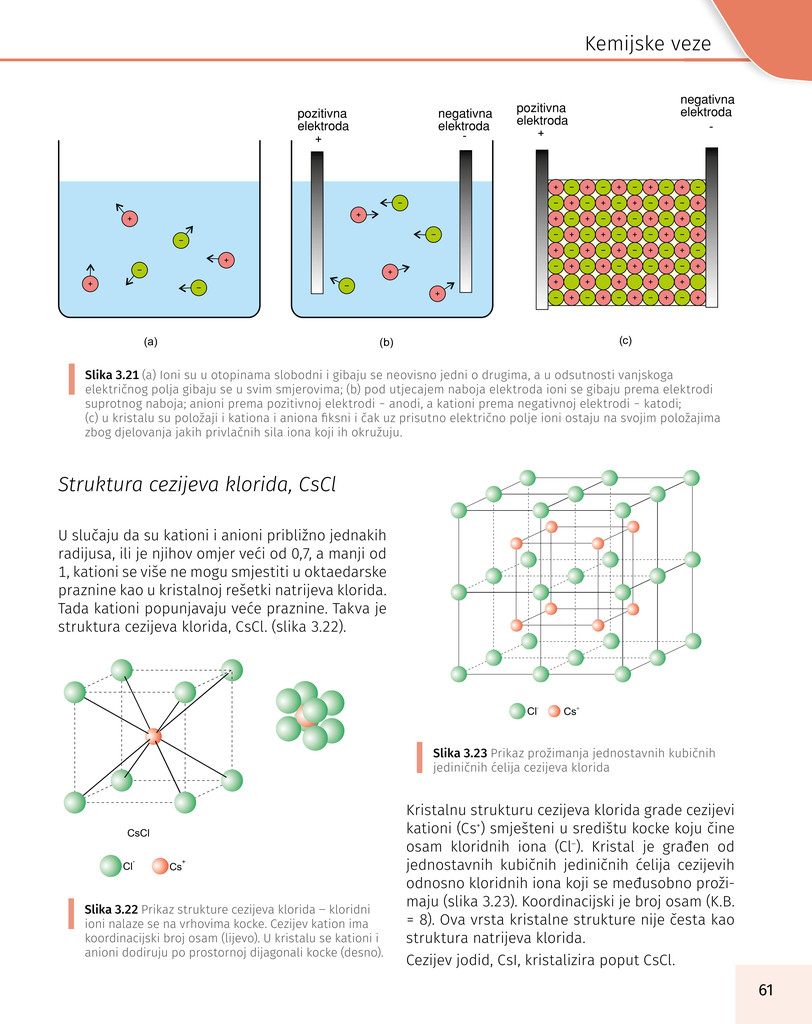 Kemijske veze
pozitivna
elektroda
+
negativna
elektroda
-
pozitivna
elektroda
+
negativna
elektroda
-
(a)
(b)
(c)
Slika 3.21 (a) Ioni su u otopinama slobodni i gibaju se neovisno jedni o drugima, a u odsutnosti vanjskoga
električnog polja gibaju se u svim smjerovima; (b) pod utjecajem naboja elektroda ioni se gibaju prema elektrodi
suprotnog naboja; anioni prema pozitivnoj elektrodi – anodi, a kationi prema negativnoj elektrodi – katodi;
(c) u kristalu su položaji i kationa i aniona fiksni i čak uz prisutno električno polje ioni ostaju na svojim položajima
zbog djelovanja jakih privlačnih sila iona koji ih okružuju.
Struktura cezijeva klorida, CsCl
U slučaju da su kationi i anioni približno jednakih
radijusa, ili je njihov omjer veći od 0,7, a manji od
1, kationi se više ne mogu smjestiti u oktaedarske
praznine kao u kristalnoj rešetki natrijeva klorida.
Tada kationi popunjavaju veće praznine. Takva je
struktura cezijeva klorida, CsCl. (slika 3.22).
CsCl
Cl⁻ Cs⁺
Slika 3.22 Prikaz strukture cezijeva klorida – kloridni
ioni nalaze se na vrhovima kocke. Cezijev kation ima
koordinacijski broj osam (lijevo). U kristalu se kationi i
anioni dodiruju po prostornoj dijagonali kocke (desno).
Cl⁻ Cs⁺
Slika 3.23 Prikaz prožimanja jednostavnih kubičnih
jediničnih ćelija cezijeva klorida
Kristalnu strukturu cezijeva klorida grade cezijevi
kationi (Cs⁺) smješteni u središtu kocke koju čine
osam kloridnih iona (Cl⁻). Kristal je građen od
jednostavnih kubičnih jediničnih ćelija cezijevih
odnosno kloridnih iona koji se međusobno proži-
maju (slika 3.23). Koordinacijski je broj osam (K.B.
= 8). Ova vrsta kristalne strukture nije česta kao
struktura natrijeva klorida.
Cezijev jodid, CsI, kristalizira poput CsCl.
61